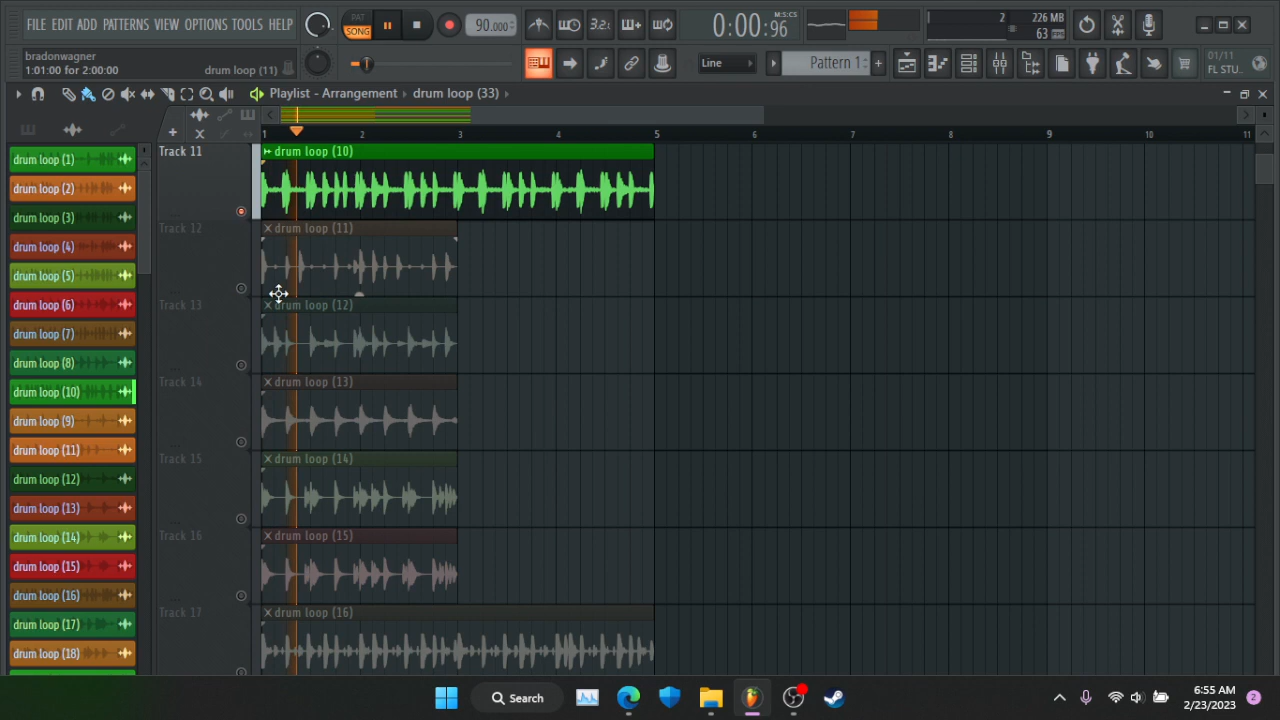 FILE EDIT ADD PATTERNS VIEW OPTIONS TOOLS HELP
PAT
SONG
90.000
3.2.
0:00:96
M:S:CS
2
226 MB
63
bradonwagner
1:01:00 for 2:00:00
drum loop (11)
Line
Pattern 1
01/11
FL STU
Playlist - Arrangement
drum loop (33)
1 2 3 4 5 6 7 8 9 10 11
drum loop (1)
drum loop (2)
drum loop (3)
drum loop (4)
drum loop (5)
drum loop (6)
drum loop (7)
drum loop (8)
drum loop (10)
drum loop (9)
drum loop (11)
drum loop (12)
drum loop (13)
drum loop (14)
drum loop (15)
drum loop (16)
drum loop (17)
drum loop (18)
Track 11
drum loop (10)
Track 12
drum loop (11)
Track 13
drum loop (12)
Track 14
drum loop (13)
Track 15
drum loop (14)
Track 16
drum loop (15)
Track 17
drum loop (16)
Search
6:55 AM
2/23/2023
2